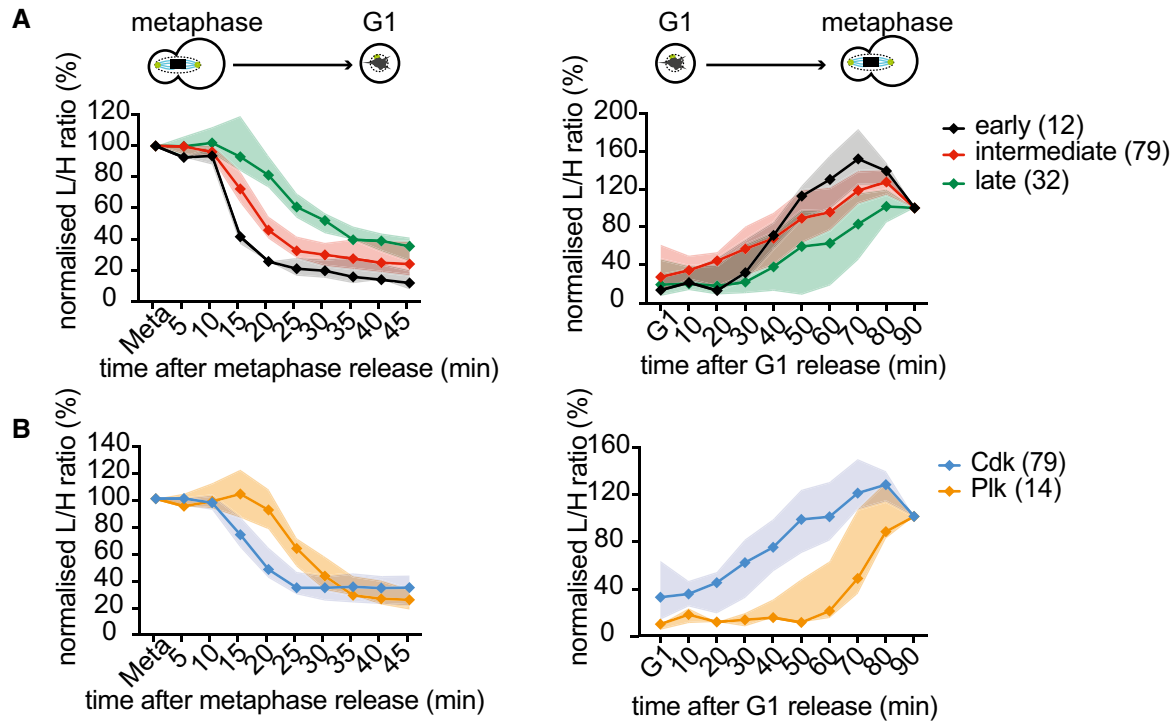 A
metaphase
G1
normalised L/H ratio (%)
120
100
80
60
40
20
0
Meta
5
10
15
20
25
30
35
40
45
time after metaphase release (min)
G1
metaphase
normalised L/H ratio (%)
200
160
120
80
40
0
G1
10
20
30
40
50
60
70
80
90
time after G1 release (min)
early (12)
intermediate (79)
late (32)
B
normalised L/H ratio (%)
140
120
100
80
60
40
20
0
Meta
5
10
15
20
25
30
35
40
45
time after metaphase release (min)
normalised L/H ratio (%)
160
120
80
40
0
G1
10
20
30
40
50
60
70
80
90
time after G1 release (min)
Cdk (79)
Plk (14)